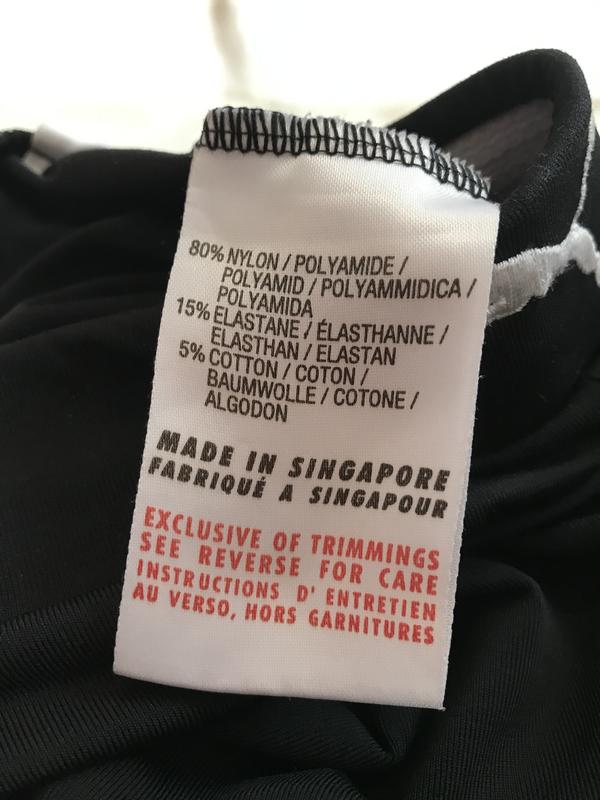 80% NYLON / POLYAMIDE /
POLYAMID / POLYAMMIDICA /
POLYAMIDA
15% ELASTANE / ÉLASTHANNE /
ELASTHAN / ELASTAN
5% COTTON / COTON /
BAUMWOLLE / COTONE /
ALGODON
MADE IN SINGAPORE
FABRIQUÉ A SINGAPOUR
EXCLUSIVE OF TRIMMINGS
SEE REVERSE FOR CARE
INSTRUCTIONS D' ENTRETIEN
AU VERSO, HORS GARNITURES